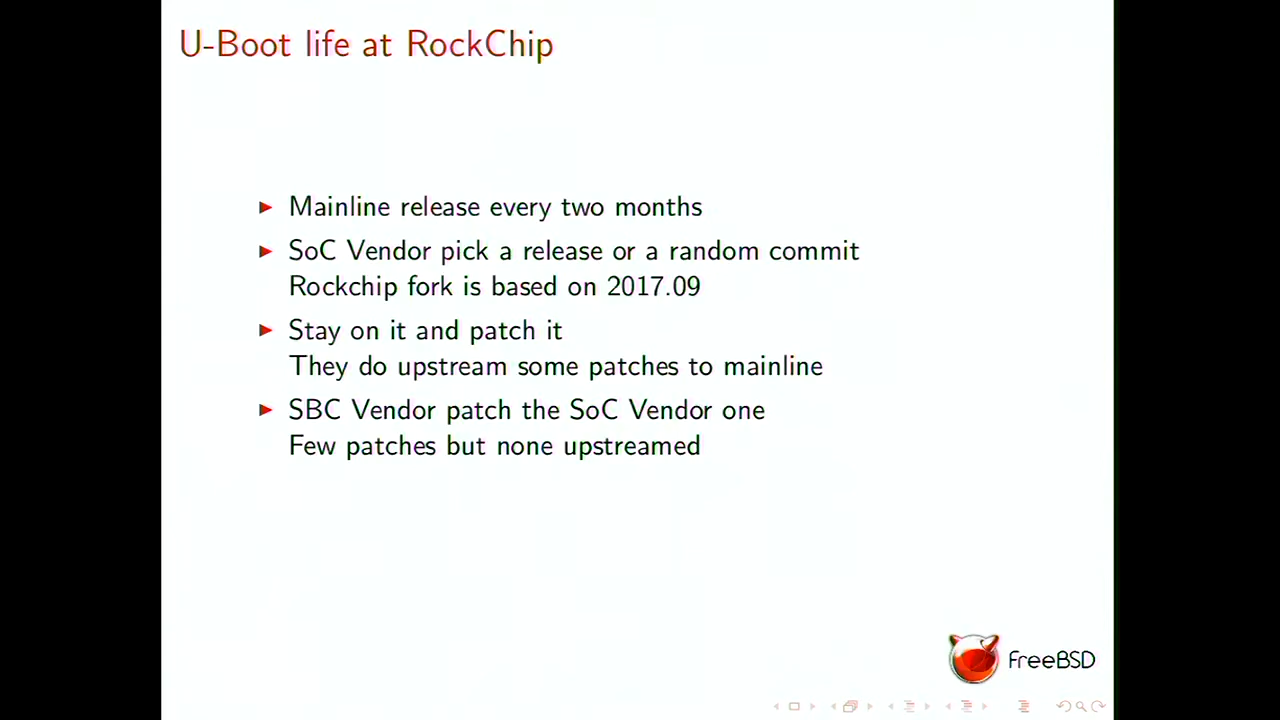 U-Boot life at RockChip
Mainline release every two months
SoC Vendor pick a release or a random commit
Rockchip fork is based on 2017.09
Stay on it and patch it
They do upstream some patches to mainline
SBC Vendor patch the SoC Vendor one
Few patches but none upstreamed
FreeBSD